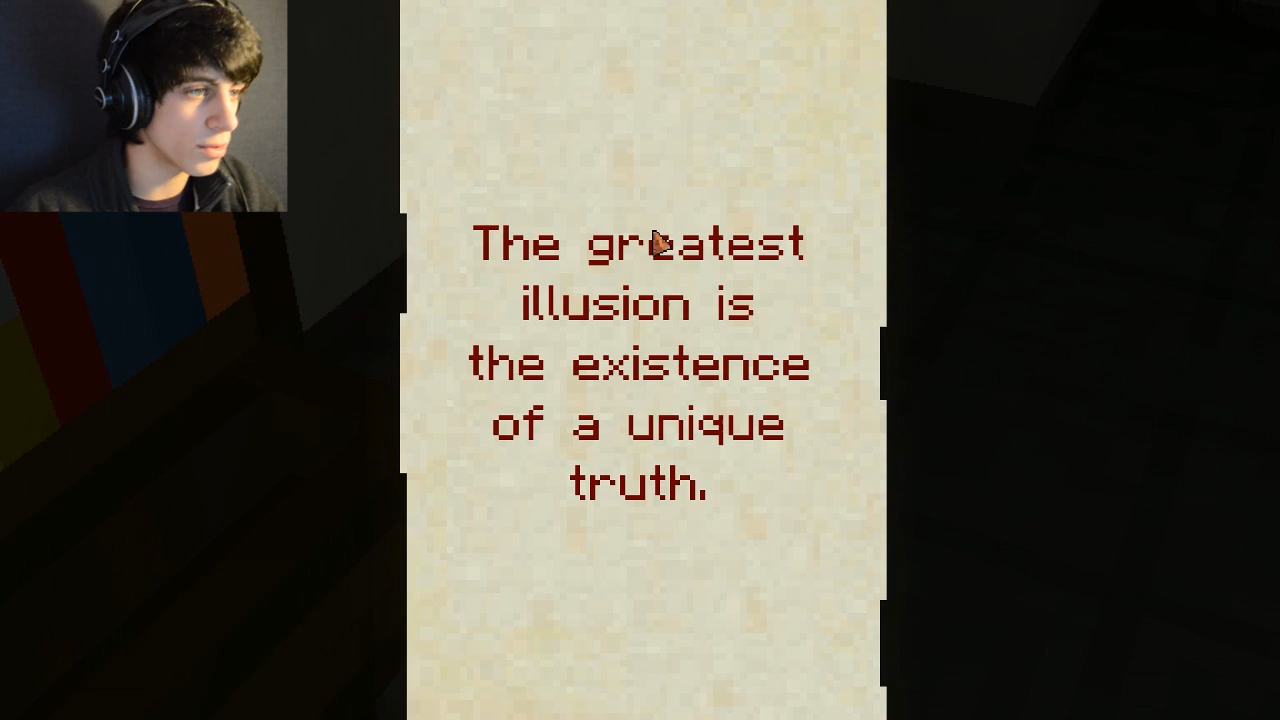 The greatest
illusion is
the existence
of a unique
truth.